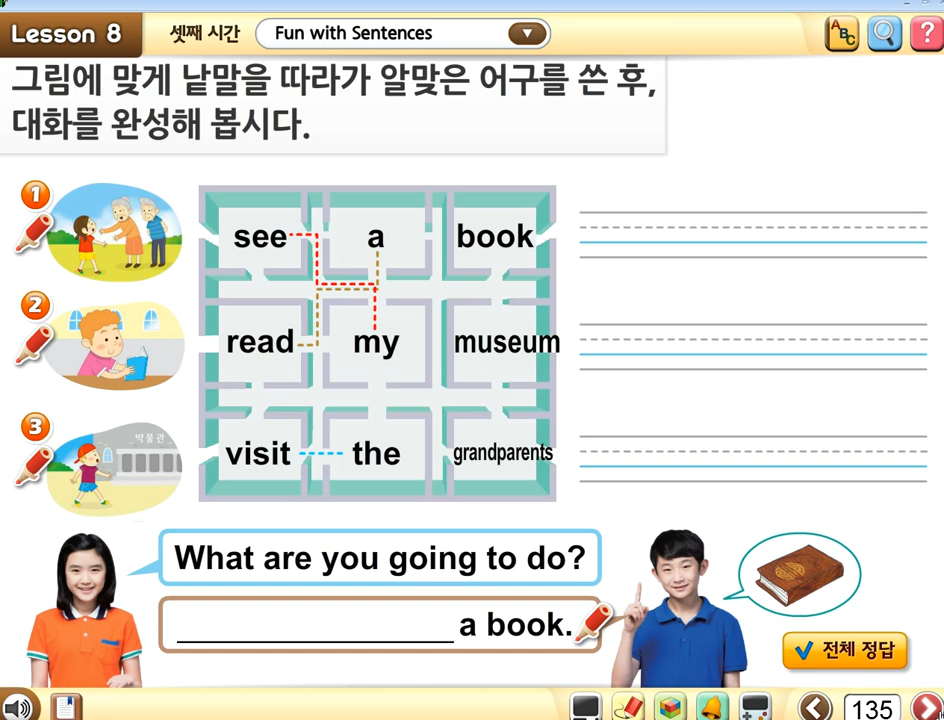 Lesson 8
셋째 시간
Fun with Sentences
ABC
?
그림에 맞게 낱말을 따라가 알맞은 어구를 쓴 후,
대화를 완성해 봅시다.
1
see a book
2
read my museum
3
박물관
visit the grandparents
What are you going to do?
a book.
전체 정답
135